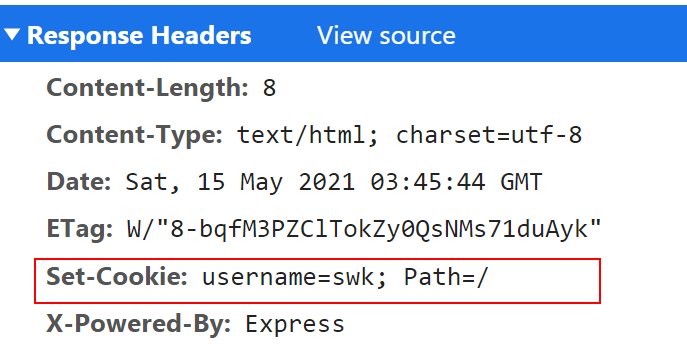 Response Headers View source
Content-Length: 8
Content-Type: text/html; charset=utf-8
Date: Sat, 15 May 2021 03:45:44 GMT
ETag: W/"8-bqfM3PZClTokZy0QsNMs71duAyk"
Set-Cookie: username=swk; Path=/
X-Powered-By: Express